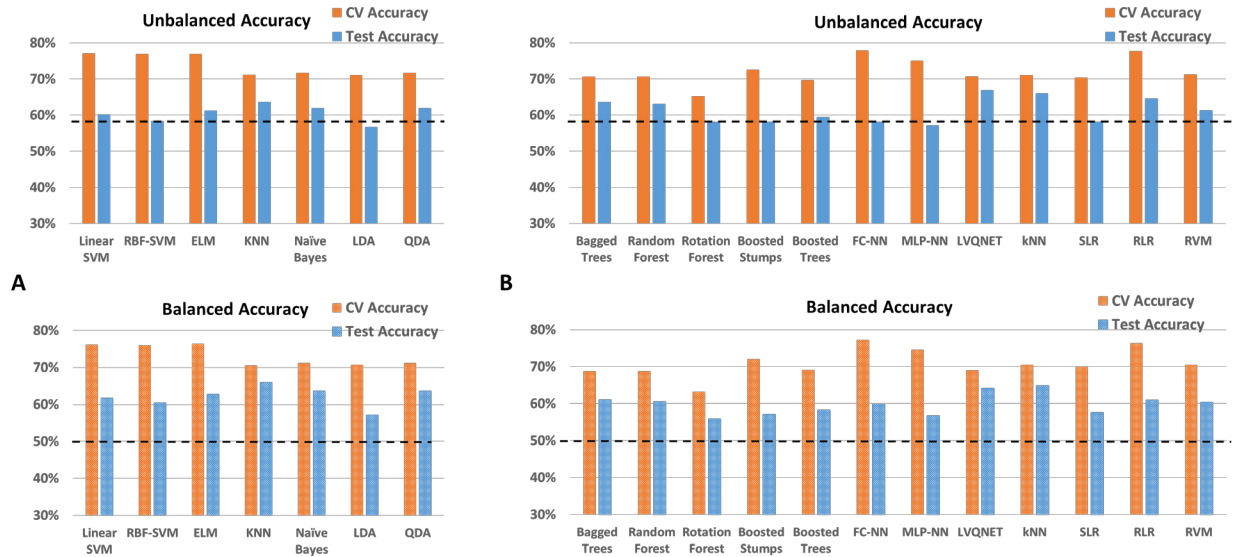 Unbalanced Accuracy
CV Accuracy
Test Accuracy
80%
70%
60%
50%
40%
30%
Linear SVM
RBF-SVM
ELM
KNN
Naïve Bayes
LDA
QDA
A
Balanced Accuracy
CV Accuracy
Test Accuracy
80%
70%
60%
50%
40%
30%
Linear SVM
RBF-SVM
ELM
KNN
Naïve Bayes
LDA
QDA
Unbalanced Accuracy
CV Accuracy
Test Accuracy
80%
70%
60%
50%
40%
30%
Bagged Trees
Random Forest
Rotation Forest
Boosted Stumps
Boosted Trees
FC-NN
MLP-NN
LVQNET
kNN
SLR
RLR
RVM
B
Balanced Accuracy
CV Accuracy
Test Accuracy
80%
70%
60%
50%
40%
30%
Bagged Trees
Random Forest
Rotation Forest
Boosted Stumps
Boosted Trees
FC-NN
MLP-NN
LVQNET
kNN
SLR
RLR
RVM